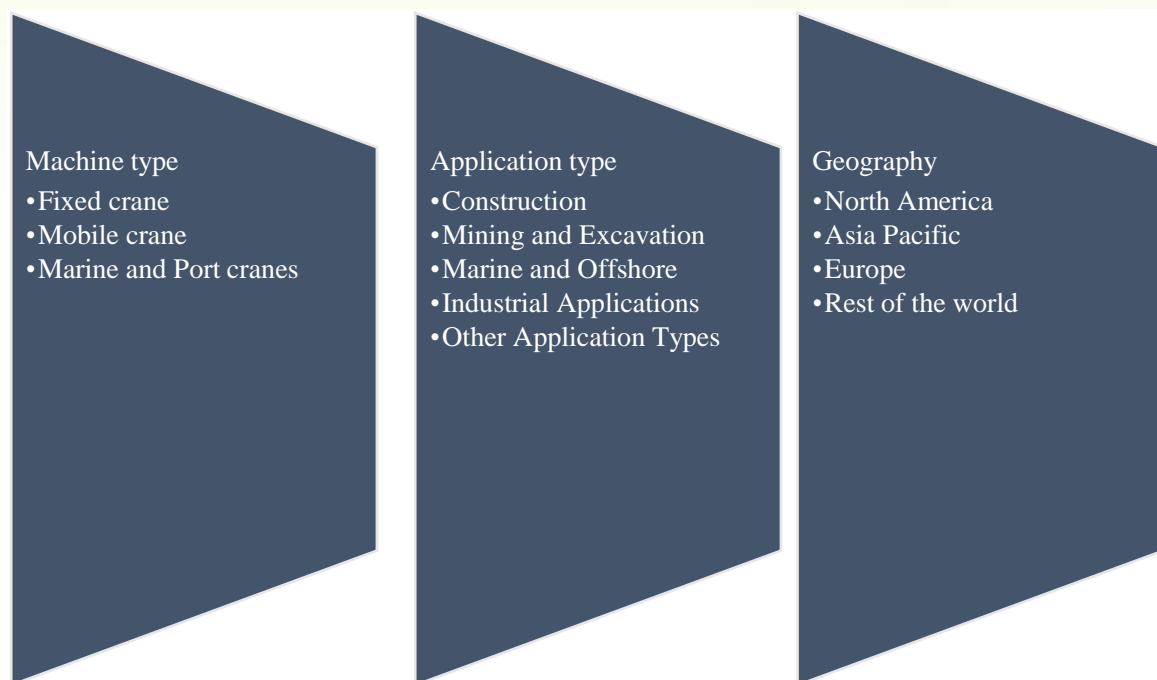 Machine type
•Fixed crane
•Mobile crane
•Marine and Port cranes
Application type
•Construction
•Mining and Excavation
•Marine and Offshore
•Industrial Applications
•Other Application Types
Geography
•North America
•Asia Pacific
•Europe
•Rest of the world